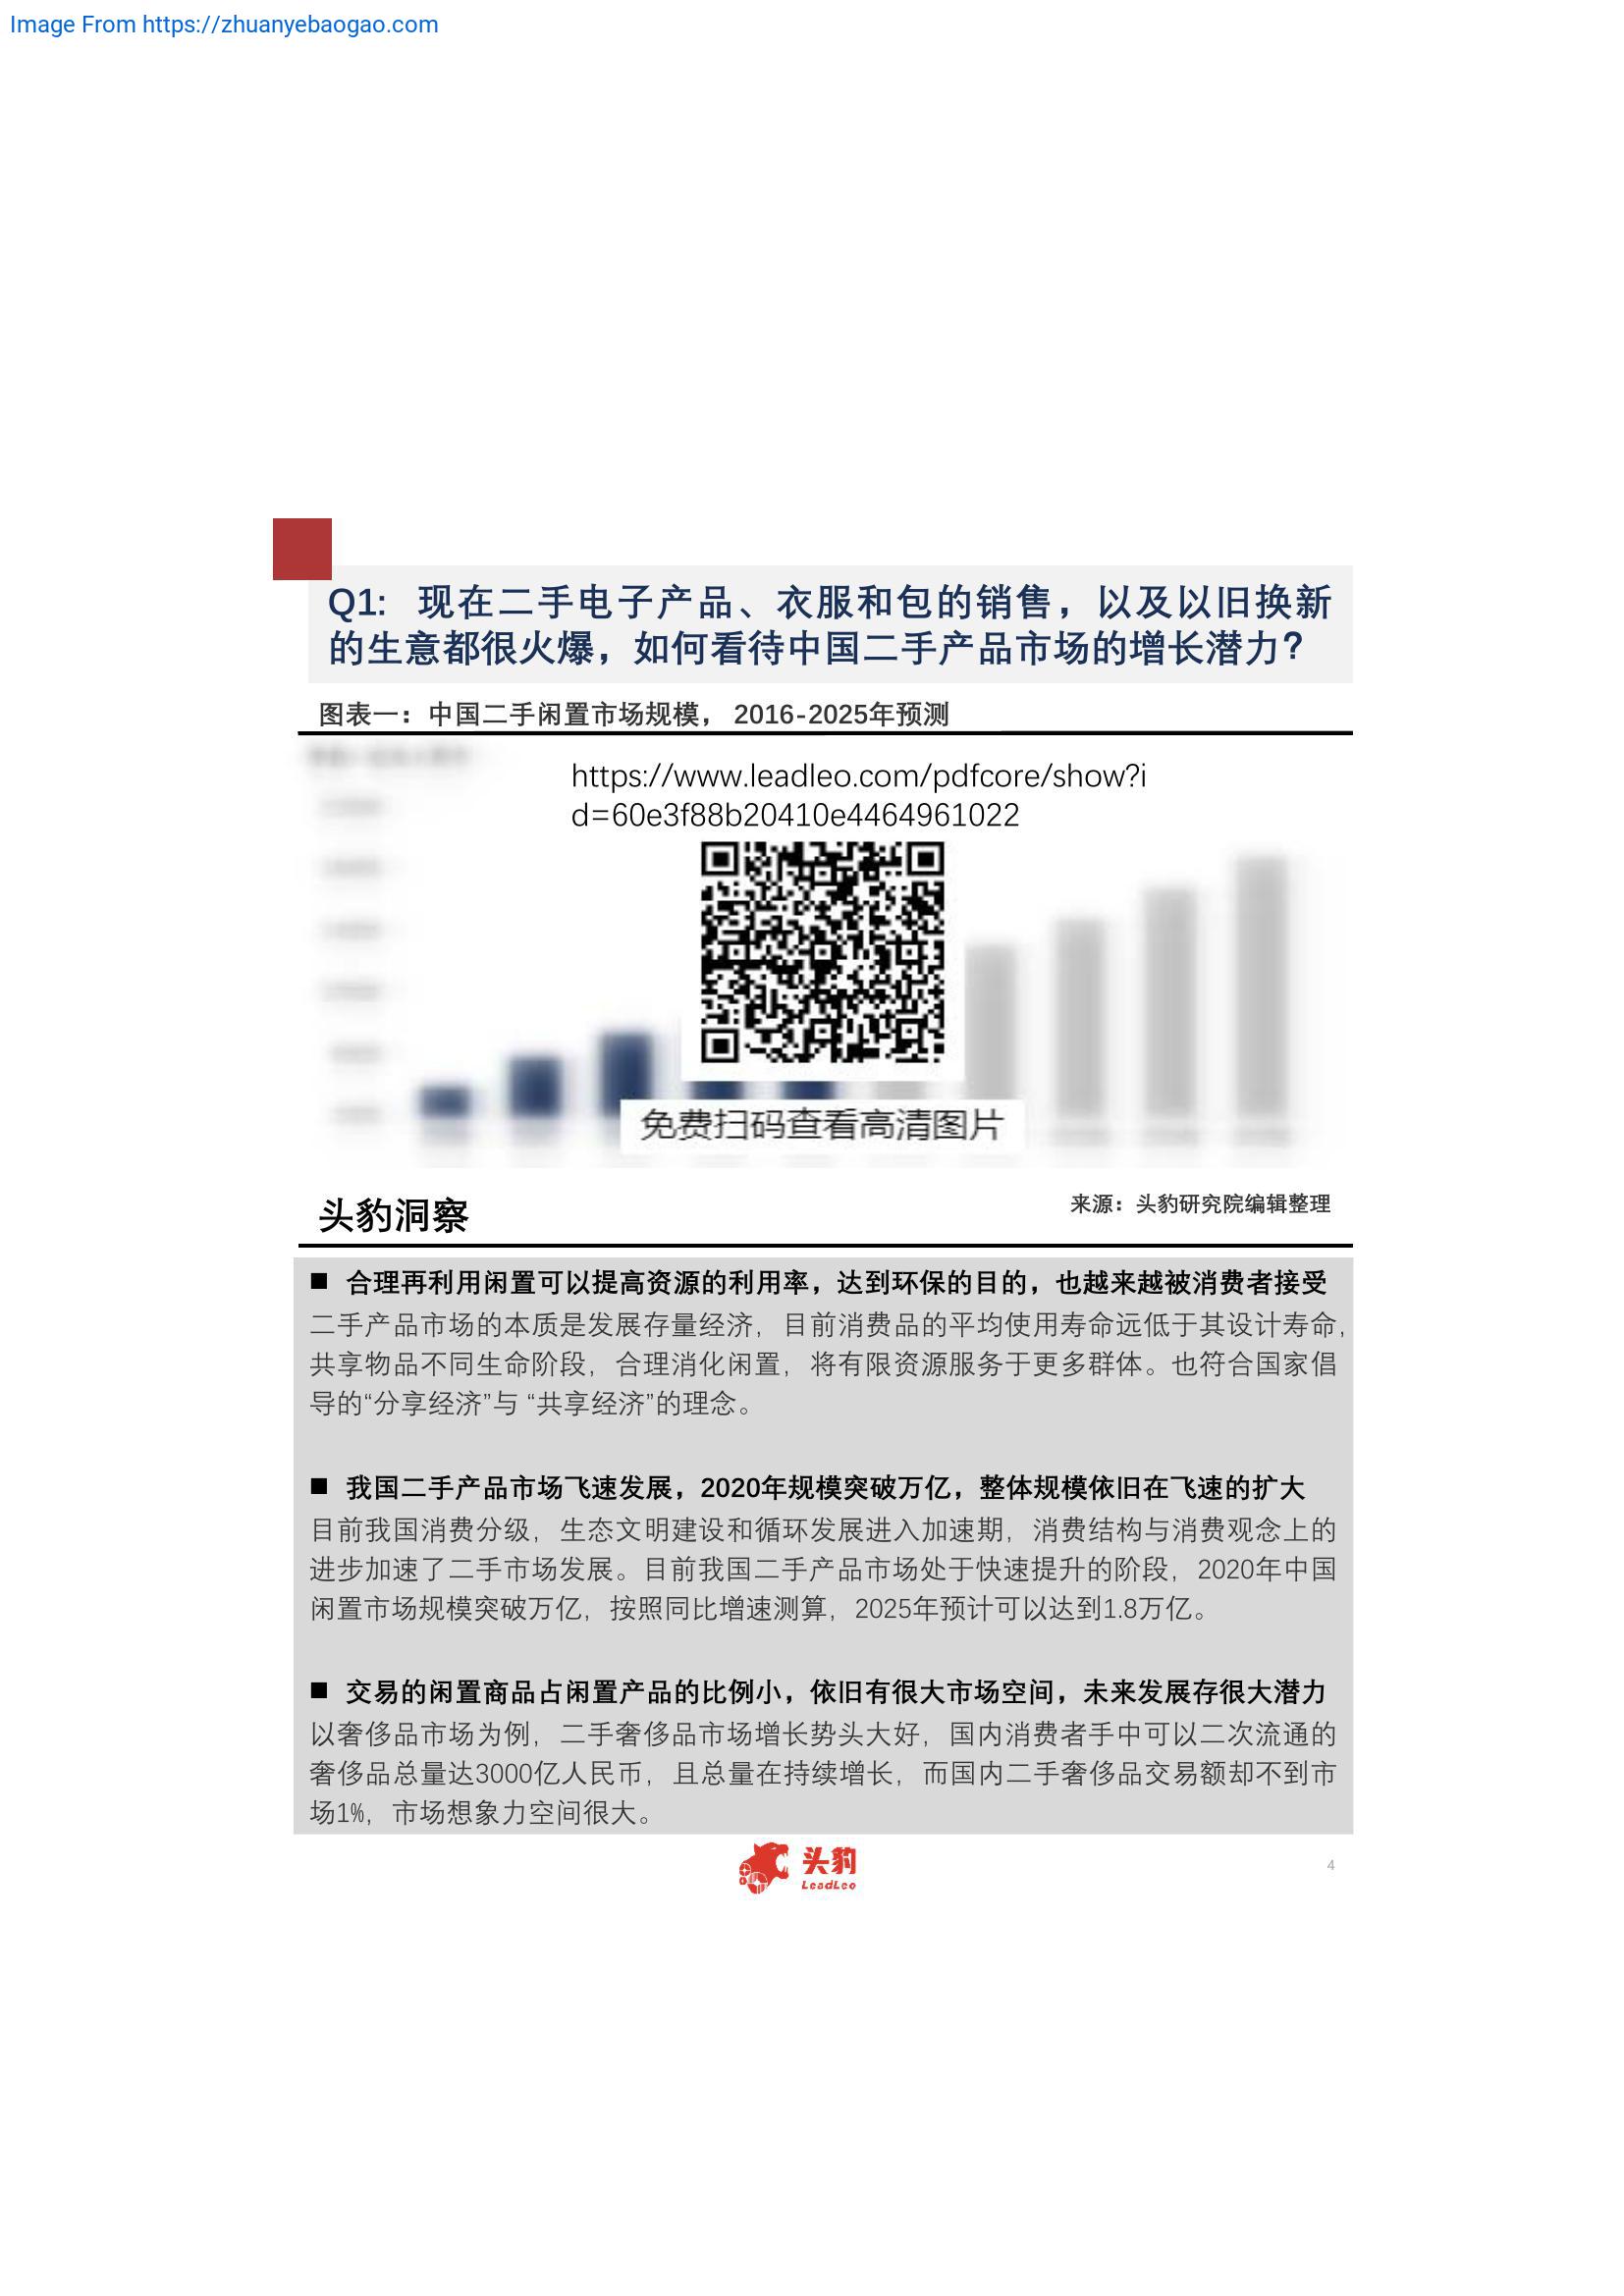 Image From https://zhuanyebaogao.com
Q1: 现在二手电子产品、衣服和包的销售，以及以旧换新
的生意都很火爆，如何看待中国二手产品市场的增长潜力？
图表一：中国二手闲置市场规模， 2016-2025年预测
https://www.leadleo.com/pdfcore/show?i
d=60e3f88b20410e4464961022
免费扫码查看高清图片
头豹洞察
来源：头豹研究院编辑整理
■ 合理再利用闲置可以提高资源的利用率，达到环保的目的，也越来越被消费者接受
二手产品市场的本质是发展存量经济，目前消费品的平均使用寿命远低于其设计寿命，
共享物品不同生命阶段，合理消化闲置，将有限资源服务于更多群体。也符合国家倡
导的“分享经济”与 “共享经济”的理念。
■ 我国二手产品市场飞速发展，2020年规模突破万亿，整体规模依旧在飞速的扩大
目前我国消费分级，生态文明建设和循环发展进入加速期，消费结构与消费观念上的
进步加速了二手市场发展。目前我国二手产品市场处于快速提升的阶段，2020年中国
闲置市场规模突破万亿，按照同比增速测算，2025年预计可以达到1.8万亿。
■ 交易的闲置商品占闲置产品的比例小，依旧有很大市场空间，未来发展存很大潜力
以奢侈品市场为例，二手奢侈品市场增长势头大好，国内消费者手中可以二次流通的
奢侈品总量达3000亿人民币，且总量在持续增长，而国内二手奢侈品交易额却不到市
场1%，市场想象力空间很大。
头豹
LeadLeo
4